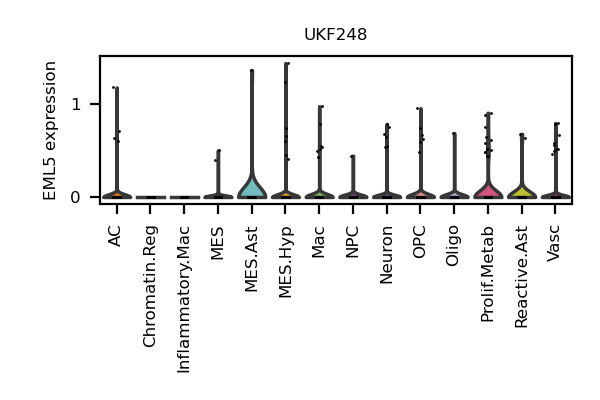 UKF248
EML5 expression
1
0
AC
Chromatin.Reg
Inflammatory.Mac
MES
MES.Ast
MES.Hyp
Mac
NPC
Neuron
OPC
Oligo
Prolif.Metab
Reactive.Ast
Vasc